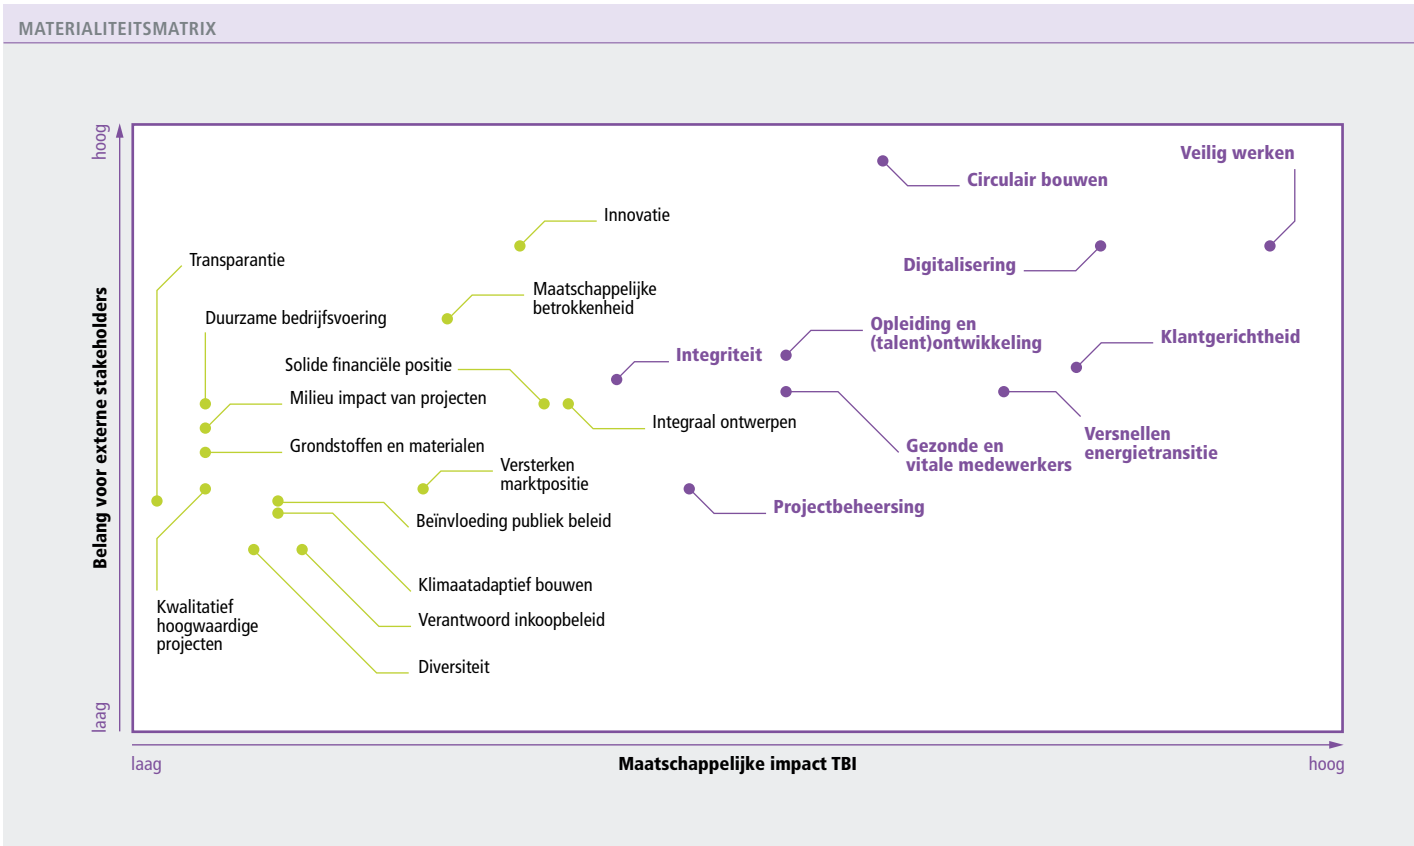 MATERIALITEITSMATRIX
hoog
Veilig werken
Circulair bouwen
Innovatie
Transparantie
Digitalisering
Maatschappelijke
betrokkenheid
Duurzame bedrijfsvoering
Opleiding en
(talent)ontwikkeling
Klantgerichtheid
Integriteit
Solide financiële positie
Milieu impact van projecten
Integraal ontwerpen
Versnellen
energietransitie
Gezonde en
vitale medewerkers
Grondstoffen en materialen
Versterken
marktpositie
Projectbeheersing
Beïnvloeding publiek beleid
Belang voor externe stakeholders
Klimaatadaptief bouwen
Kwalitatief
hoogwaardige
projecten
Verantwoord inkoopbeleid
Diversiteit
laag
laag
Maatschappelijke impact TBI
hoog